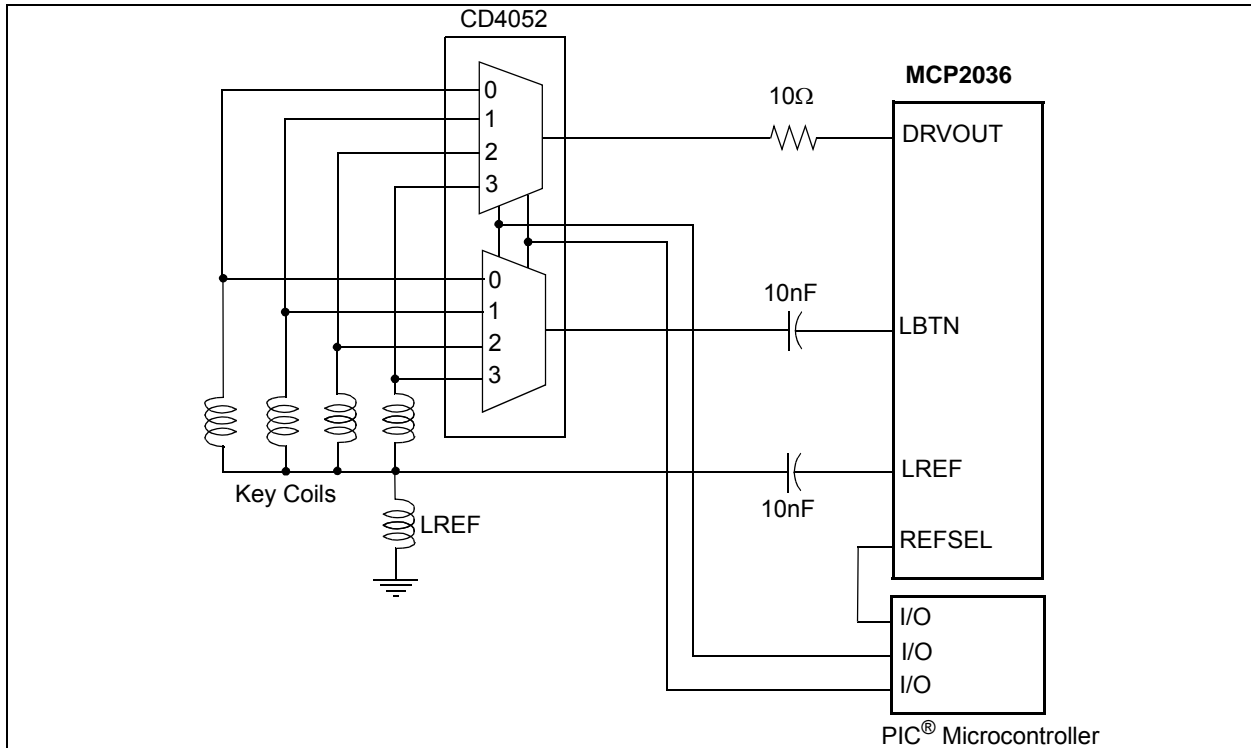 CD4052
MCP2036
0
1
2
3
10Ω
DRVOUT
0
1
2
3
10nF
LBTN
Key Coils
LREF
10nF
LREF
REFSEL
I/O
I/O
I/O
PIC® Microcontroller